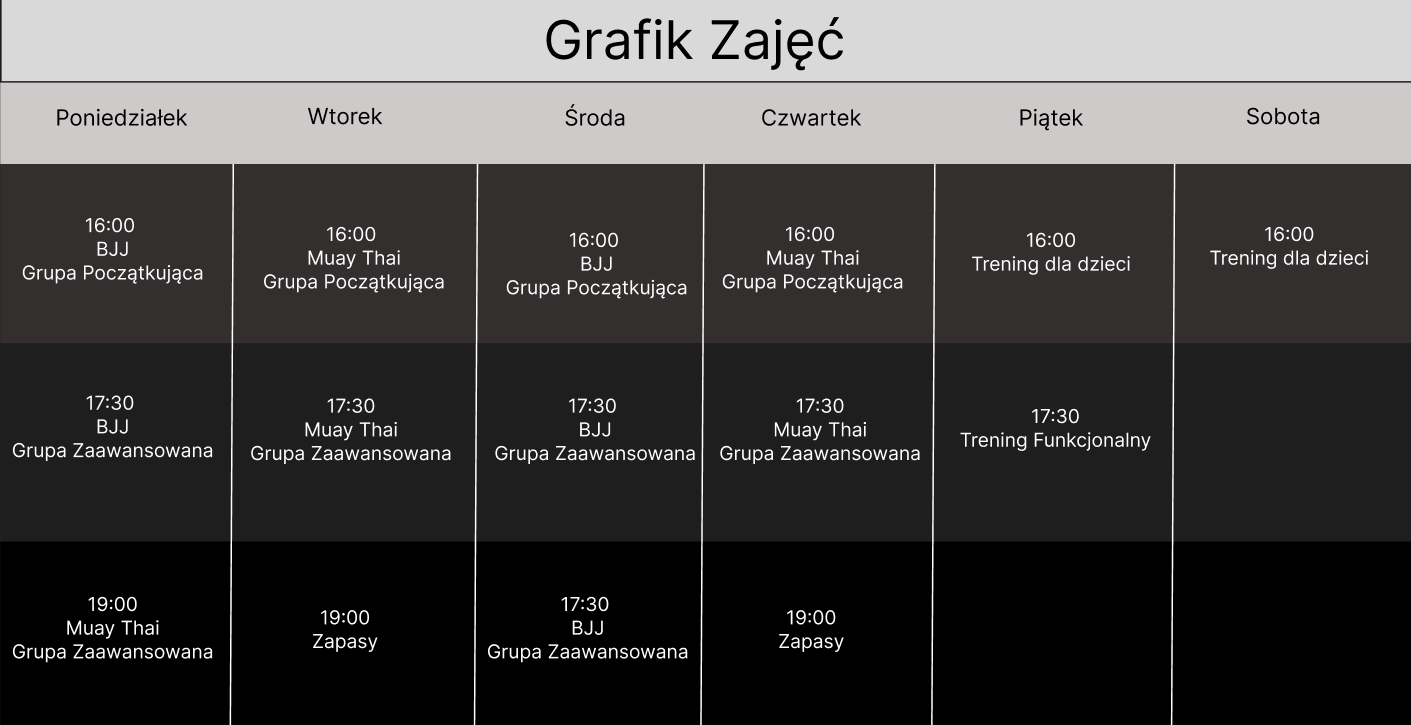 Grafik Zajęć
Poniedziałek
Wtorek
Środa
Czwartek
Piątek
Sobota
16:00
BJJ
Grupa Początkująca
16:00
Muay Thai
Grupa Początkująca
16:00
BJJ
Grupa Początkująca
16:00
Muay Thai
Grupa Początkująca
16:00
Trening dla dzieci
16:00
Trening dla dzieci
17:30
BJJ
Grupa Zaawansowana
17:30
Muay Thai
Grupa Zaawansowana
17:30
BJJ
Grupa Zaawansowana
17:30
Muay Thai
Grupa Zaawansowana
17:30
Trening Funkcjonalny
19:00
Muay Thai
Grupa Zaawansowana
19:00
Zapasy
17:30
BJJ
Grupa Zaawansowana
19:00
Zapasy